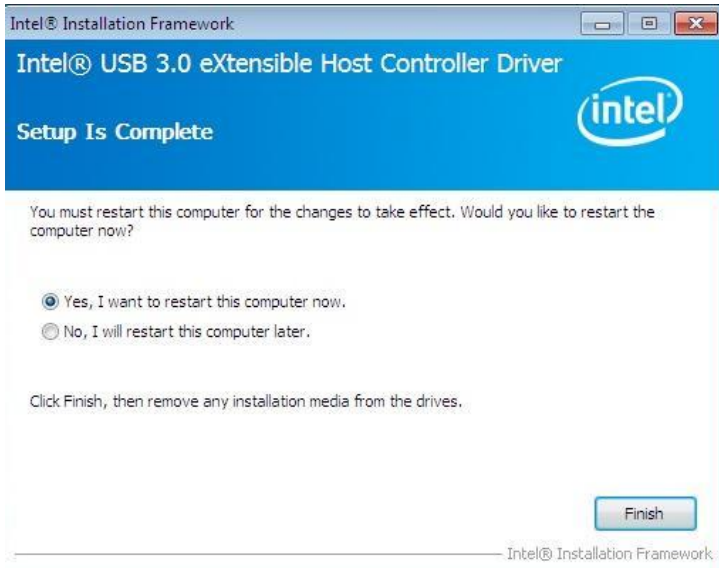 Intel® Installation Framework
Intel® USB 3.0 eXtensible Host Controller Driver
intel
Setup Is Complete
You must restart this computer for the changes to take effect. Would you like to restart the
computer now?
Yes, I want to restart this computer now.
No, I will restart this computer later.
Click Finish, then remove any installation media from the drives.
Finish
Intel® Installation Framework